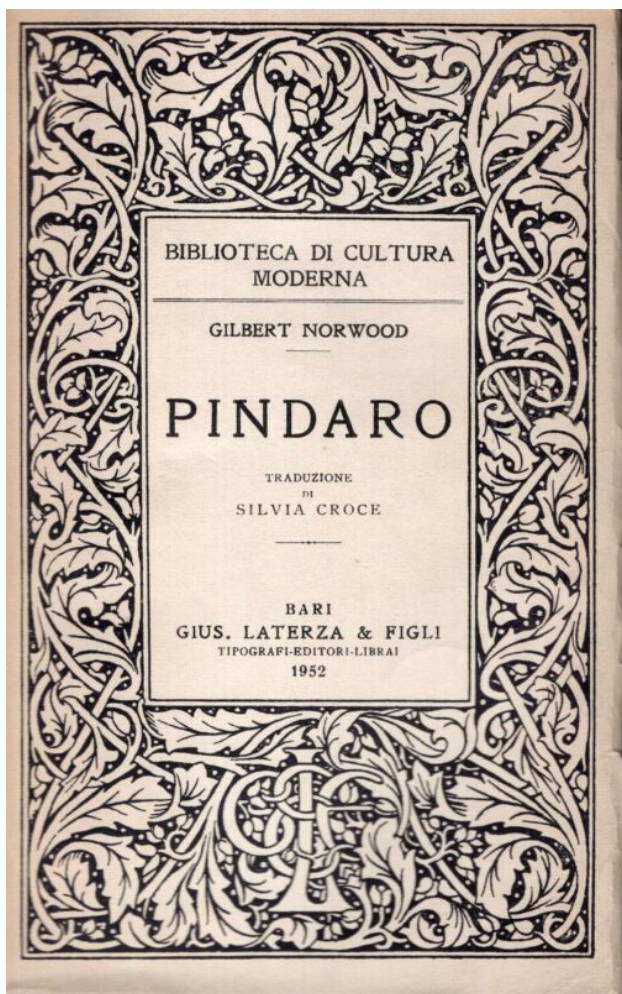 BIBLIOTECA DI CULTURA
MODERNA
GILBERT NORWOOD
PINDARO
TRADUZIONE
DI
SILVIA CROCE
BARI
GIUS. LATERZA & FIGLI
TIPOGRAFI-EDITORI-LIBRAI
1952